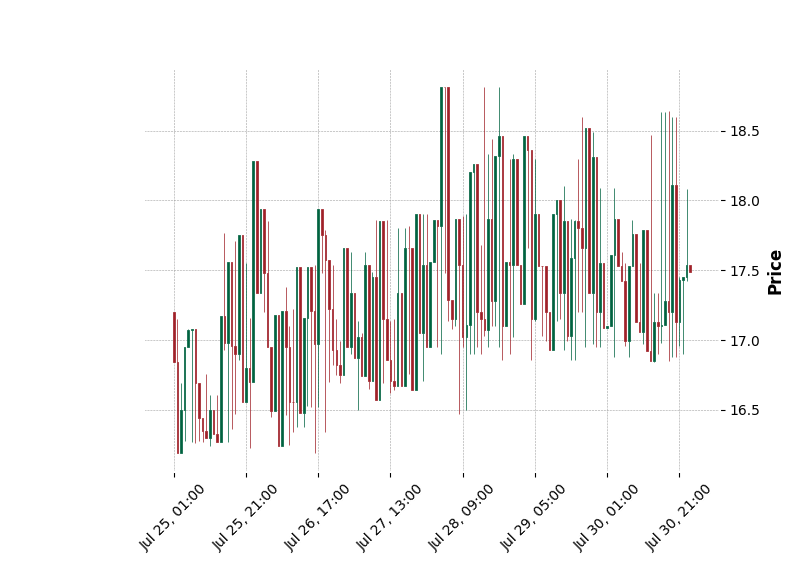 18.5
18.0
17.5
17.0
16.5
Price
Jul 25, 01:00
Jul 25, 21:00
Jul 26, 17:00
Jul 27, 13:00
Jul 28, 09:00
Jul 29, 05:00
Jul 30, 01:00
Jul 30, 21:00